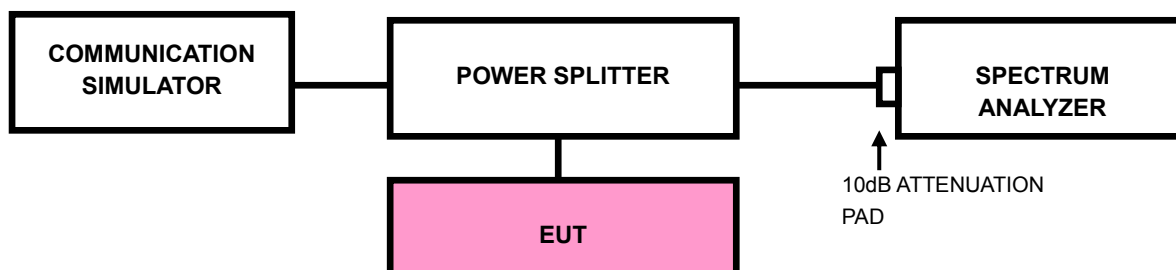 COMMUNICATION
SIMULATOR
POWER SPLITTER
SPECTRUM
ANALYZER
10dB ATTENUATION
PAD
EUT